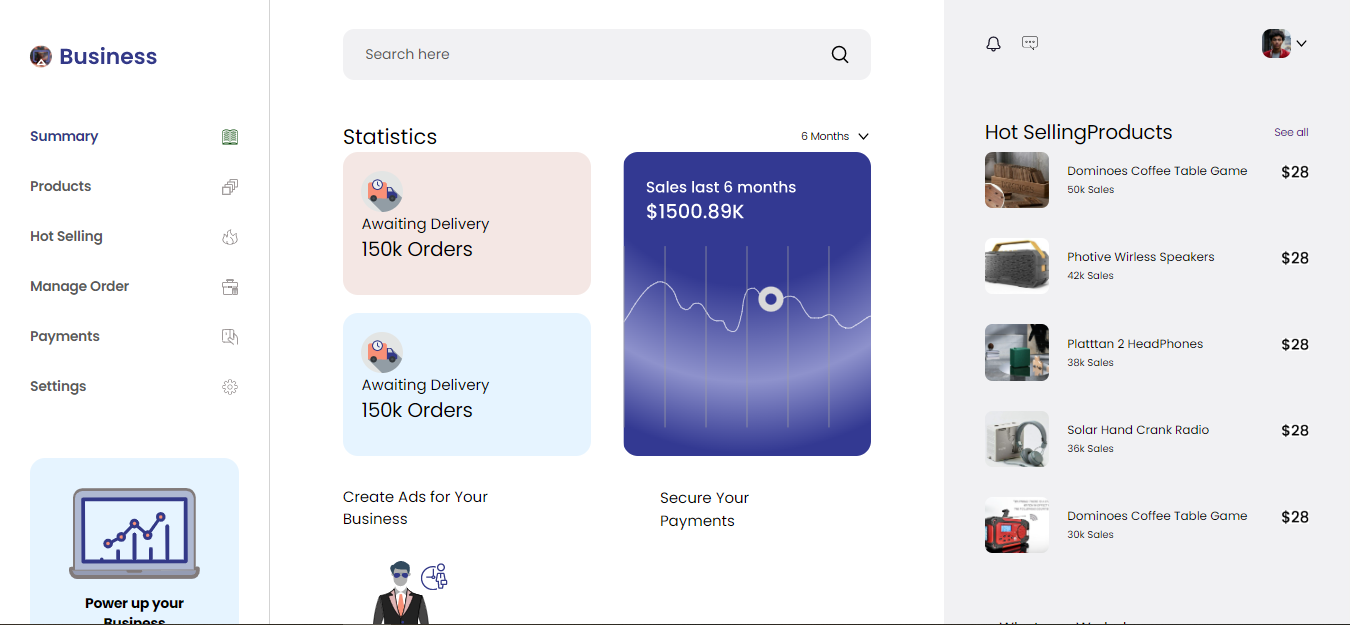 Business
Summary
Products
Hot Selling
Manage Order
Payments
Settings
Power up your
Business
Search here
Statistics
6 Months
Awaiting Delivery
150k Orders
Awaiting Delivery
150k Orders
Sales last 6 months
$1500.89K
Create Ads for Your
Business
Secure Your
Payments
Hot SellingProducts
See all
Dominoes Coffee Table Game
$28
50k Sales
Photive Wirless Speakers
$28
42k Sales
Platttan 2 HeadPhones
$28
38k Sales
Solar Hand Crank Radio
$28
36k Sales
Dominoes Coffee Table Game
$28
30k Sales